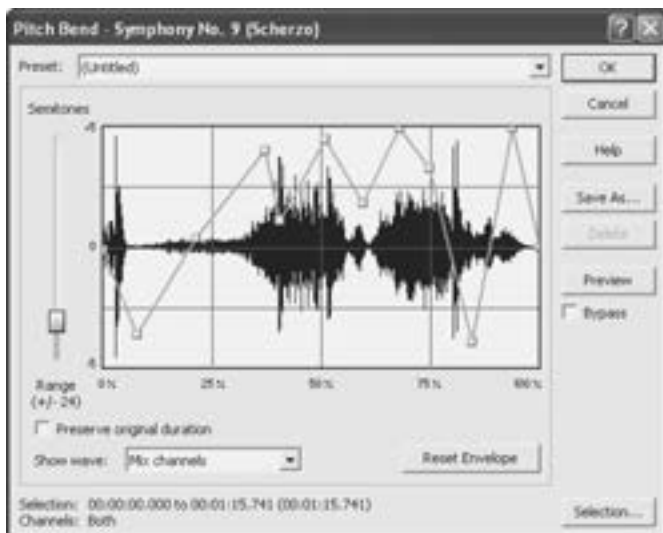 Pitch Bend - Symphony No. 9 (Scherzo)
Preset: (Untitled)
OK
Cancel
Help
Save As...
Delete
Preview
Bypass
Semitones
0
Range
(+/- 24)
0 % 25 % 50 % 75 % 100 %
Preserve original duration
Show wave: Mix channels
Reset Envelope
Selection: 00:00:00.000 to 00:01:15.741 (00:01:15.741)
Channels: Both
Selection...